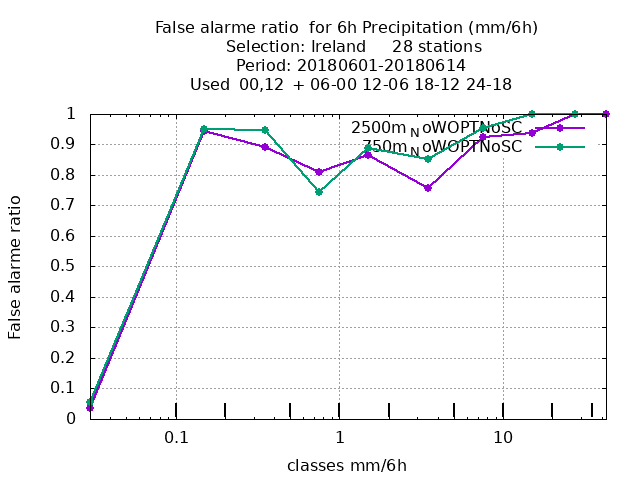 False alarme ratio  for 6h Precipitation (mm/6h)
Selection: Ireland     28 stations
Period: 20180601-20180614
Used  00,12  + 06-00 12-06 18-12 24-18
2500m_NoWOPTNoSC
750m_NoWOPTNoSC
1
0.9
0.8
0.7
0.6
0.5
0.4
0.3
0.2
0.1
0
False alarme ratio
0.1 1 10
classes mm/6h